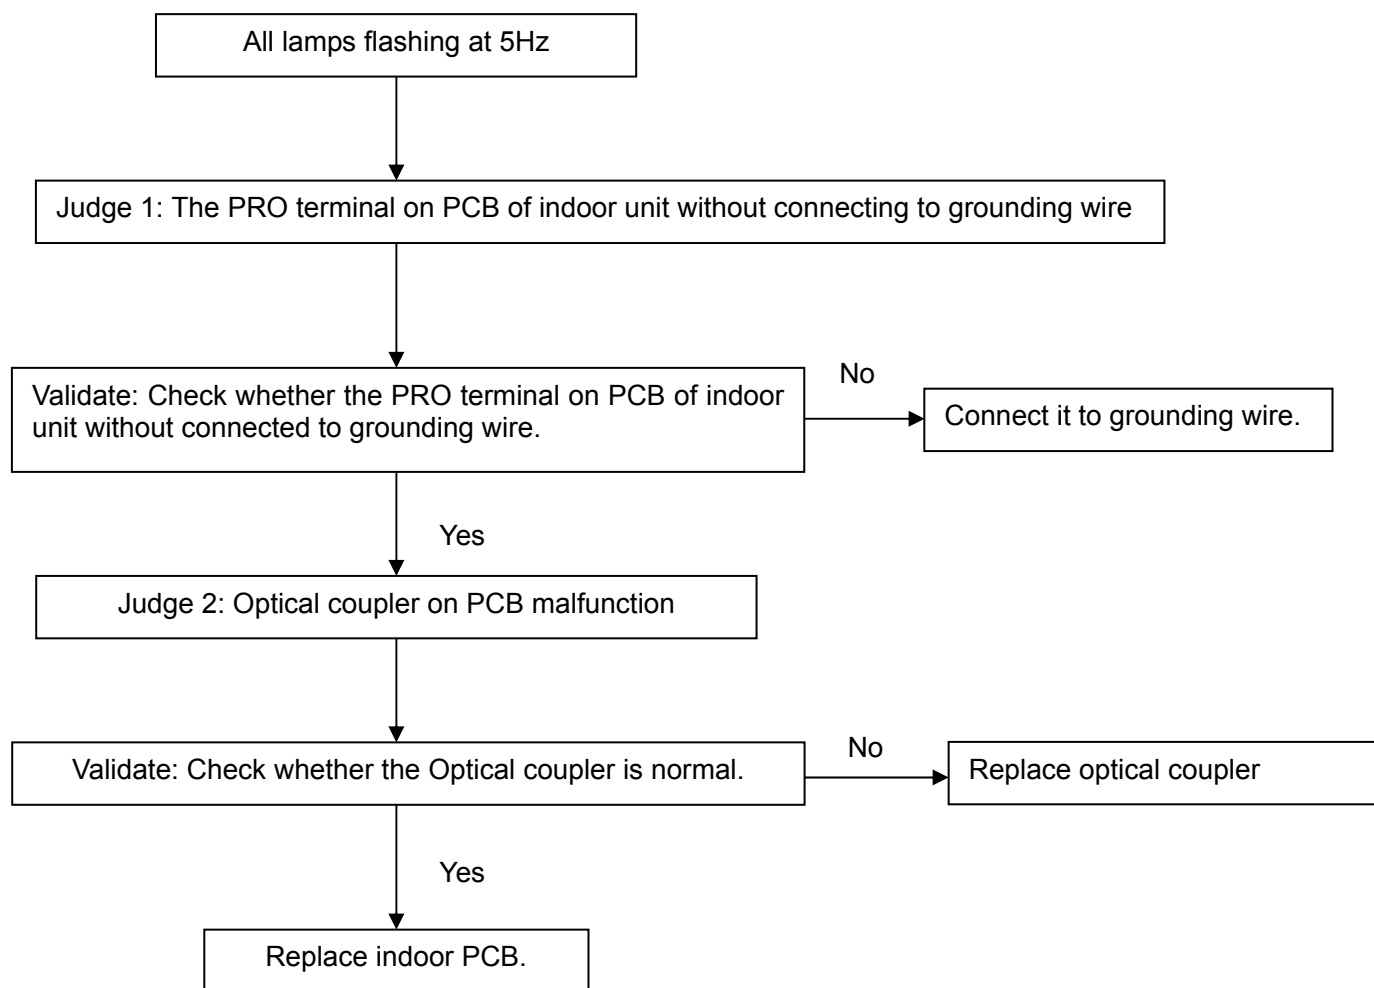 All lamps flashing at 5Hz
Judge 1: The PRO terminal on PCB of indoor unit without connecting to grounding wire
Validate: Check whether the PRO terminal on PCB of indoor
unit without connected to grounding wire.
No
Connect it to grounding wire.
Yes
Judge 2: Optical coupler on PCB malfunction
Validate: Check whether the Optical coupler is normal.
No
Replace optical coupler
Yes
Replace indoor PCB.